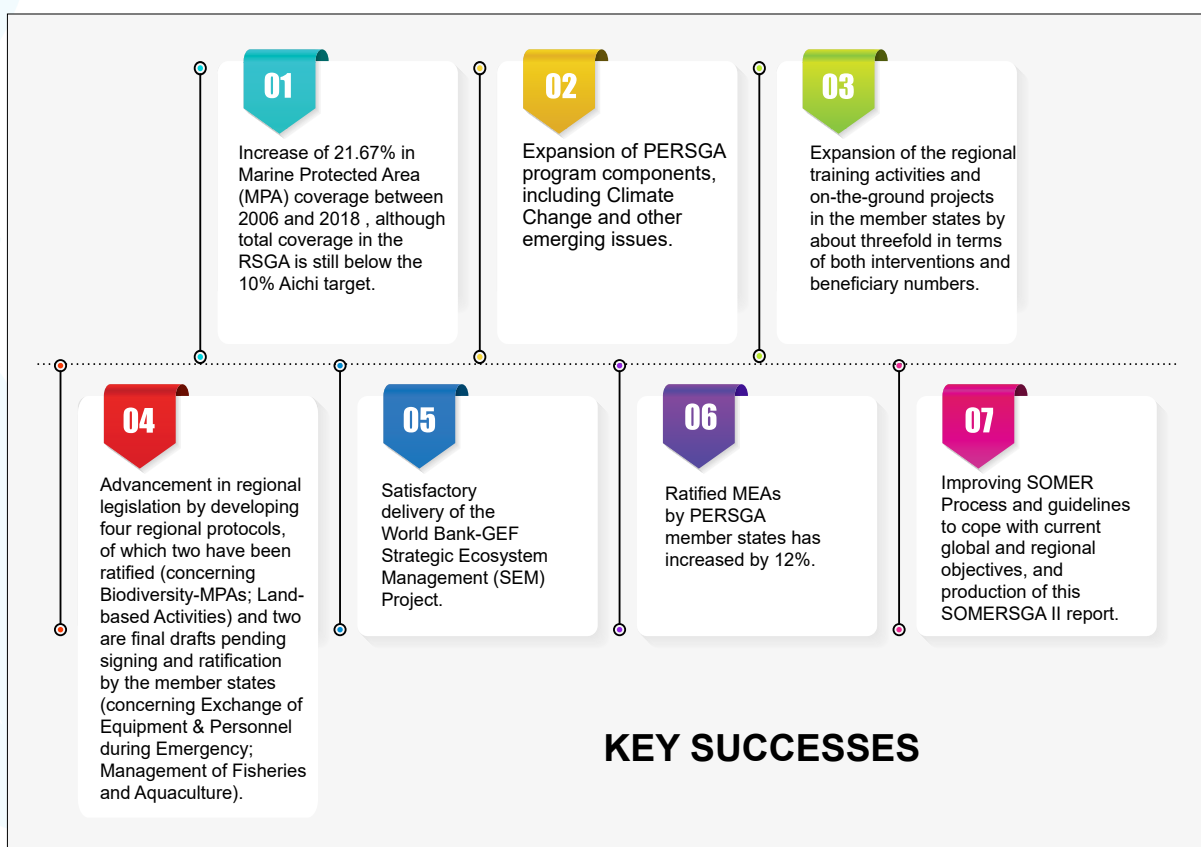 01
Increase of 21.67% in
Marine Protected Area
(MPA) coverage between
2006 and 2018 , although
total coverage in the
RSGA is still below the
10% Aichi target.
02
Expansion of PERSGA
program components,
including Climate
Change and other
emerging issues.
03
Expansion of the regional
training activities and
on-the-ground projects
in the member states by
about threefold in terms
of both interventions and
beneficiary numbers.
04
Advancement in regional
legislation by developing
four regional protocols,
of which two have been
ratified (concerning
Biodiversity-MPAs; Land-
based Activities) and two
are final drafts pending
signing and ratification
by the member states
(concerning Exchange of
Equipment & Personnel
during Emergency;
Management of Fisheries
and Aquaculture).
05
Satisfactory
delivery of the
World Bank-GEF
Strategic Ecosystem
Management (SEM)
Project.
06
Ratified MEAs
by PERSGA
member states has
increased by 12%.
07
Improving SOMER
Process and guidelines
to cope with current
global and regional
objectives, and
production of this
SOMERSGA II report.
KEY SUCCESSES